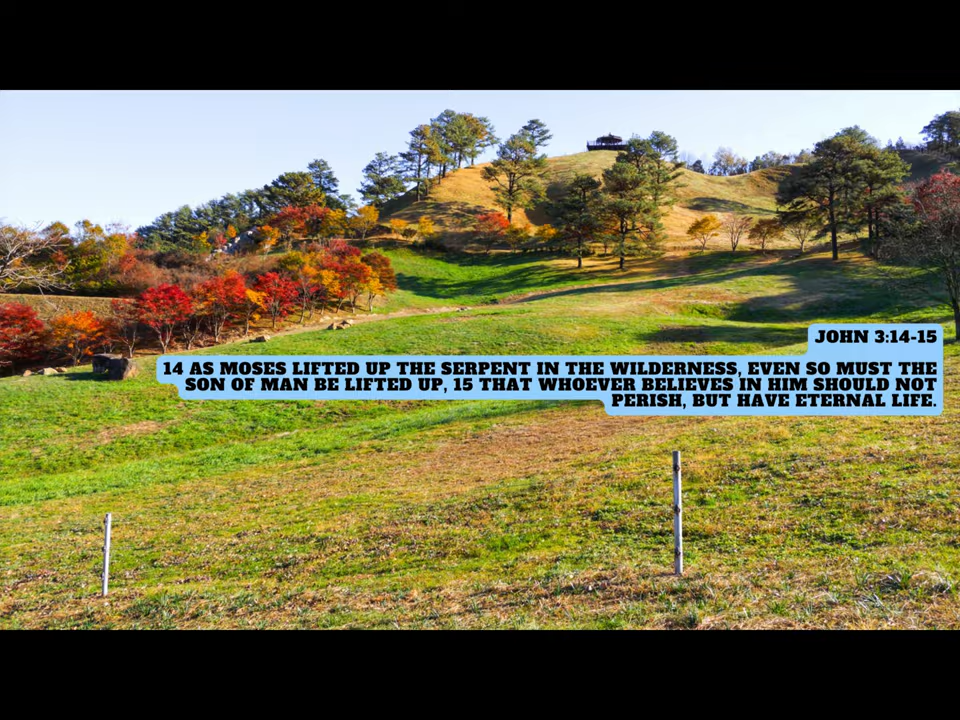 JOHN 3:14-15
14 AS MOSES LIFTED UP THE SERPENT IN THE WILDERNESS, EVEN SO MUST THE
SON OF MAN BE LIFTED UP, 15 THAT WHOEVER BELIEVES IN HIM SHOULD NOT
PERISH, BUT HAVE ETERNAL LIFE.